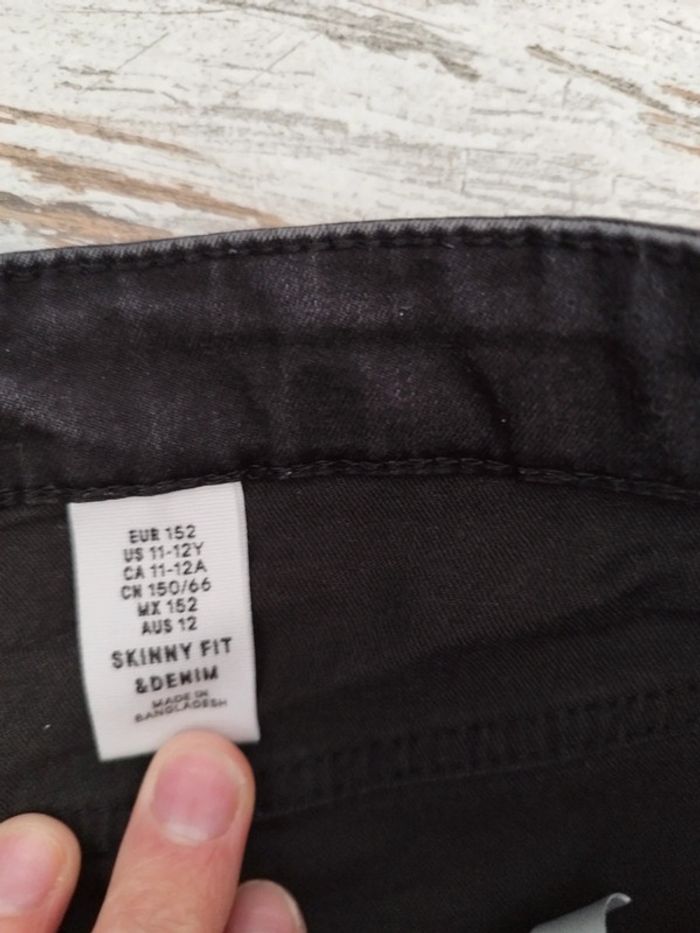 EUR 152
US 11-12Y
CA 11-12A
CN 150/66
MX 152
AUS 12
SKINNY FIT
&DENIM
MADE IN
BANGLADESH